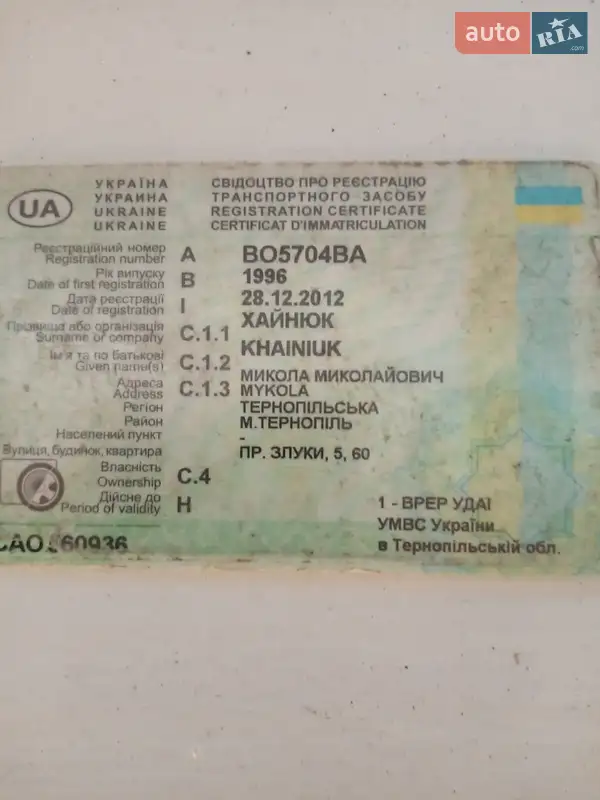 auto RIA .com
УКРАЇНА СВІДОЦТВО ПРО РЕЄСТРАЦІЮ
УКРАИНА ТРАНСПОРТНОГО ЗАСОБУ
UA UKRAINE REGISTRATION CERTIFICATE
UKRAINE CERTIFICAT D'IMMATRICULATION
Реєстраційний номер
Registration number A ВО5704ВА
Рік випуску
Date of first registration B 1996
Дата реєстрації
Date of registration I 28.12.2012
Прізвище або організація ХАЙНЮК
Surname or company C.1.1
Ім'я та по батькові KHAINIUK
Given name(s) C.1.2
Адреса МИКОЛА МИКОЛАЙОВИЧ
Address C.1.3 MYKOLA
Регіон ТЕРНОПІЛЬСЬКА
Район М.ТЕРНОПІЛЬ
Населений пункт -
Вулиця, будинок, квартира ПР. ЗЛУКИ, 5, 60
Власність
Ownership C.4
Дійсне до
Period of validity H
1 - ВРЕР УДАІ
УМВС України
в Тернопільській обл.